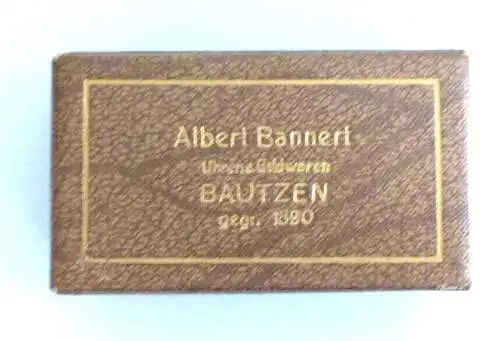 Albert Bannert
Uhren & Goldwaren
BAUTZEN
gegr. 1890